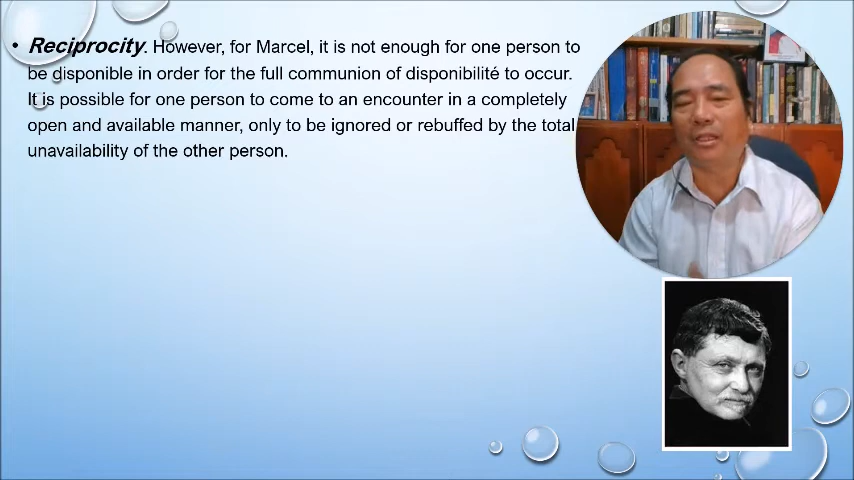 • Reciprocity. However, for Marcel, it is not enough for one person to
be disponible in order for the full communion of disponibilité to occur.
It is possible for one person to come to an encounter in a completely
open and available manner, only to be ignored or rebuffed by the total
unavailability of the other person.